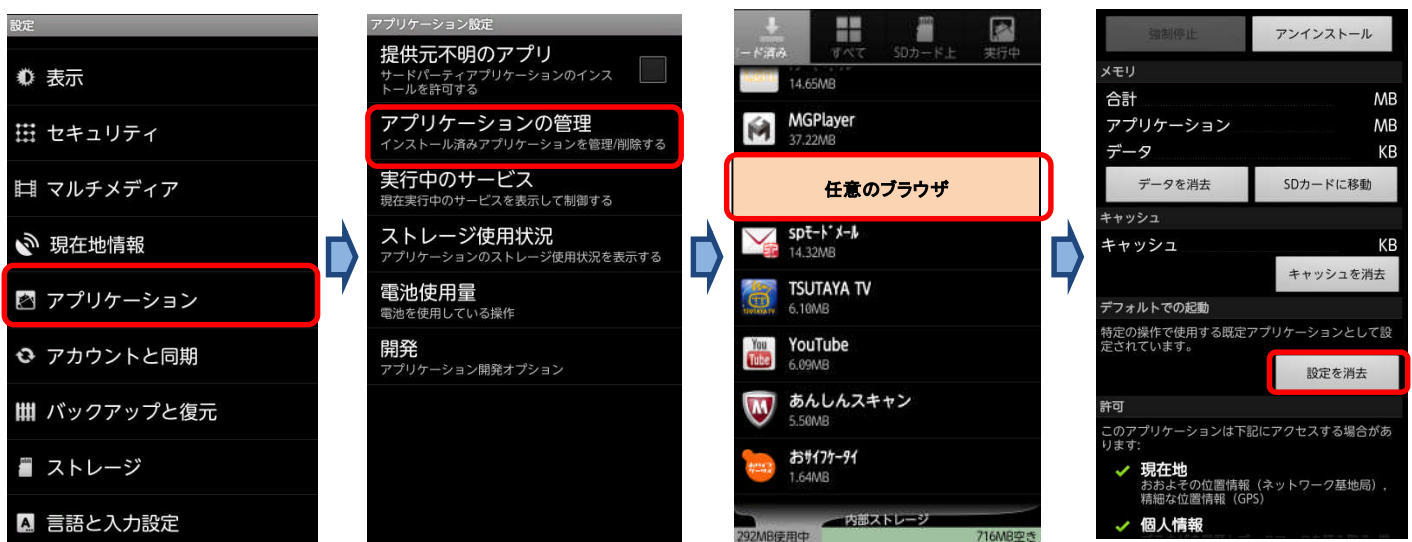 設定
表示
セキュリティ
マルチメディア
現在地情報
アプリケーション
アカウントと同期
バックアップと復元
ストレージ
言語と入力設定
アプリケーション設定
提供元不明のアプリ
サードパーティアプリケーションのインス
トールを許可する
アプリケーションの管理
インストール済みアプリケーションを管理/削除する
実行中のサービス
現在実行中のサービスを表示して制御する
ストレージ使用状況
アプリケーションのストレージ使用状況を表示する
電池使用量
電池を使用している操作
開発
アプリケーション開発オプション
ード済み すべて SDカード上 実行中
14.65MB
MGPlayer
37.22MB
任意のブラウザ
spﾓｰﾄﾞﾒｰﾙ
14.32MB
TSUTAYA TV
6.10MB
You
Tube
YouTube
6.09MB
あんしんスキャン
5.50MB
おｻｲﾌｹｰﾀｲ
1.64MB
内部ストレージ
292MB使用中 716MB空き
強制停止 アンインストール
メモリ
合計 MB
アプリケーション MB
データ KB
データを消去 SDカードに移動
キャッシュ
キャッシュ KB
キャッシュを消去
デフォルトでの起動
特定の操作で使用する既定アプリケーションとして設
定されています。
設定を消去
許可
このアプリケーションは下記にアクセスする場合があ
ります:
現在地
おおよその位置情報（ネットワーク基地局）,
精細な位置情報（GPS）
個人情報